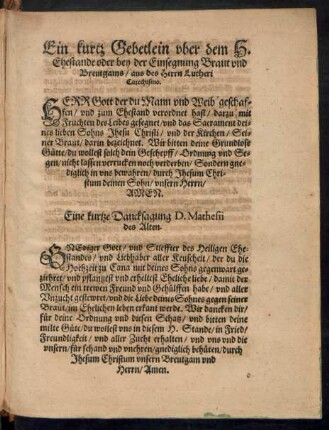 Ein kurtz Gebetlein vber dem H.
Ehestande oder bey der Einsegnung Braut vnd
Breutgams / aus des Herrn Lutheri
Catechismo.
HERR Gott der du Mann vnd Weib geschaf-
fen / vnd zum Ehestand verordnet hast / darzu mit
Früchten des Leibes gesegnet / vnd das Sacrament dei-
nes lieben Sohns Jhesu Christi / vnd der Kirchen / Sei-
ner Braut / darin bezeichnet. Wir bitten deine Grundlose
Güte / du wollest solch dein Geschepff / Ordnung vnd Se-
gen / nicht lassen verrucken noch verderben / Sondern gne-
diglich in vns bewahren / durch Jhesum Chri-
stum deinen Sohn / vnsern Herrn /
AMEN.
Eine kurtze Dancksagung D. Mathesii
des Alten.
GNediger Gott / vnd Stieffter des Heiligen Ehe-
standes / vnd Liebhaber aller Keuscheit / der du die
Hochzeit zu Cana mit deines Sohns gegenwart ge-
ziehret / vnd pflantzest vnd erheltest Eheliche liebe / damit der
Mensch ein trewen Freund vnd Gehülffen habe / vnd aller
Vnzucht gestewret / vnd die Liebe deines Sohnes gegen seiner
Braut / im Ehelichen leben erkant werde. Wir dancken dir /
für deine Ordnung vnd diesen Schatz / vnd bitten deine
milte Güte / du wollest vns in diesem H. Stande / in Fried /
Freundligkeit / vnd aller Zucht erhalten / vnd vns vnd die
vnsern / für schand vnd vnehren / gnediglich behüten / durch
Jhesum Christum vnsern Breutgam vnd
Herrn / Amen.